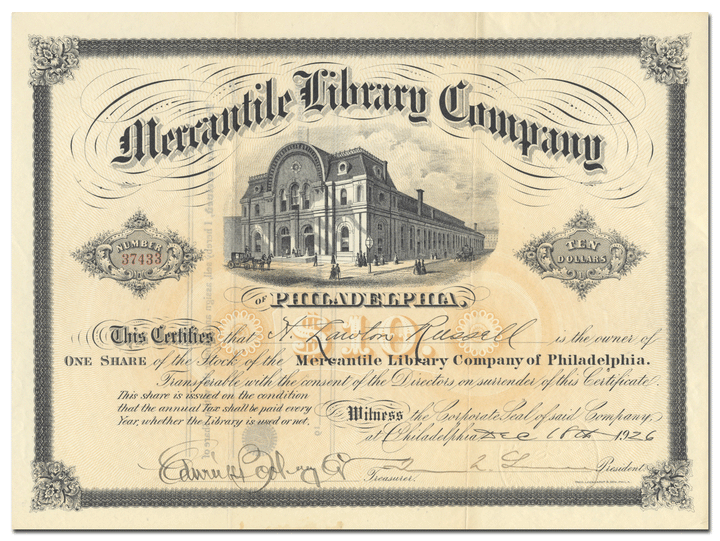 Mercantile Library Company
NUMBER
37433
TEN
DOLLARS
OF PHILADELPHIA.
This Certifies that N. Lawton Russell is the owner of
ONE SHARE of the Stock of the Mercantile Library Company of Philadelphia.
Transferable with the consent of the Directors on surrender of this Certificate.
This share is issued on the condition
that the annual Tax shall be paid every
Year, whether the Library is used or not.
Witness the Corporate Seal of said Company,
at Philadelphia Dec 18th 1926
Treasurer.
President